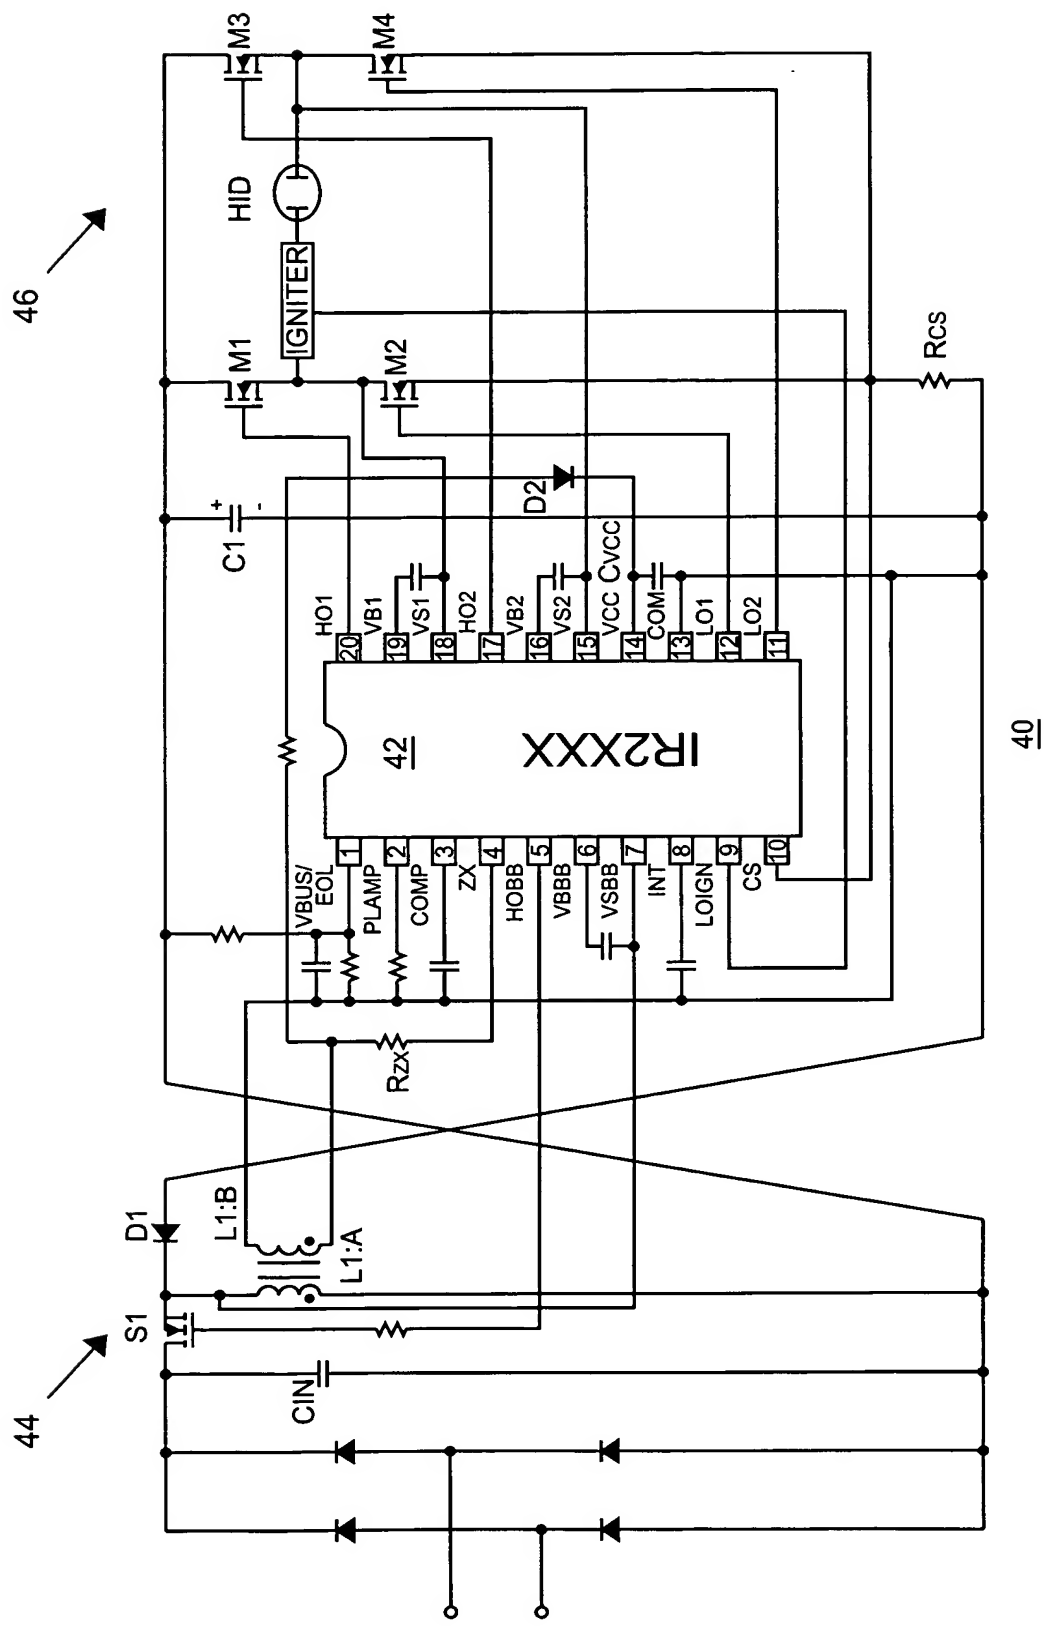 44
46
S1
D1
CIN
L1:B
L1:A
RZX
VBUS/
EOL
PLAMP
COMP
ZX
HOBB
VBBB
VSBB
INT
LOIGN
CS
1
2
3
4
5
6
7
8
9
10
42
IR2XXX
20
19
18
17
16
15
14
13
12
11
HO1
VB1
VS1
HO2
VB2
VS2
VCC
COM
LO1
LO2
CVCC
C1
+
-
D2
M1
M2
IGNITER
HID
M3
M4
RCS
40